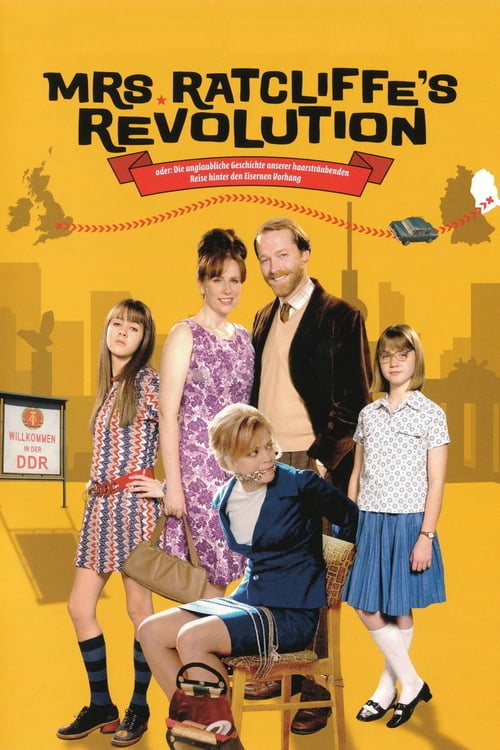 MRS. RATCLIFFE'S
REVOLUTION
oder: Die unglaubliche Geschichte unserer haarsträubenden
Reise hinter den Eisernen Vorhang
WILLKOMMEN
IN DER
DDR